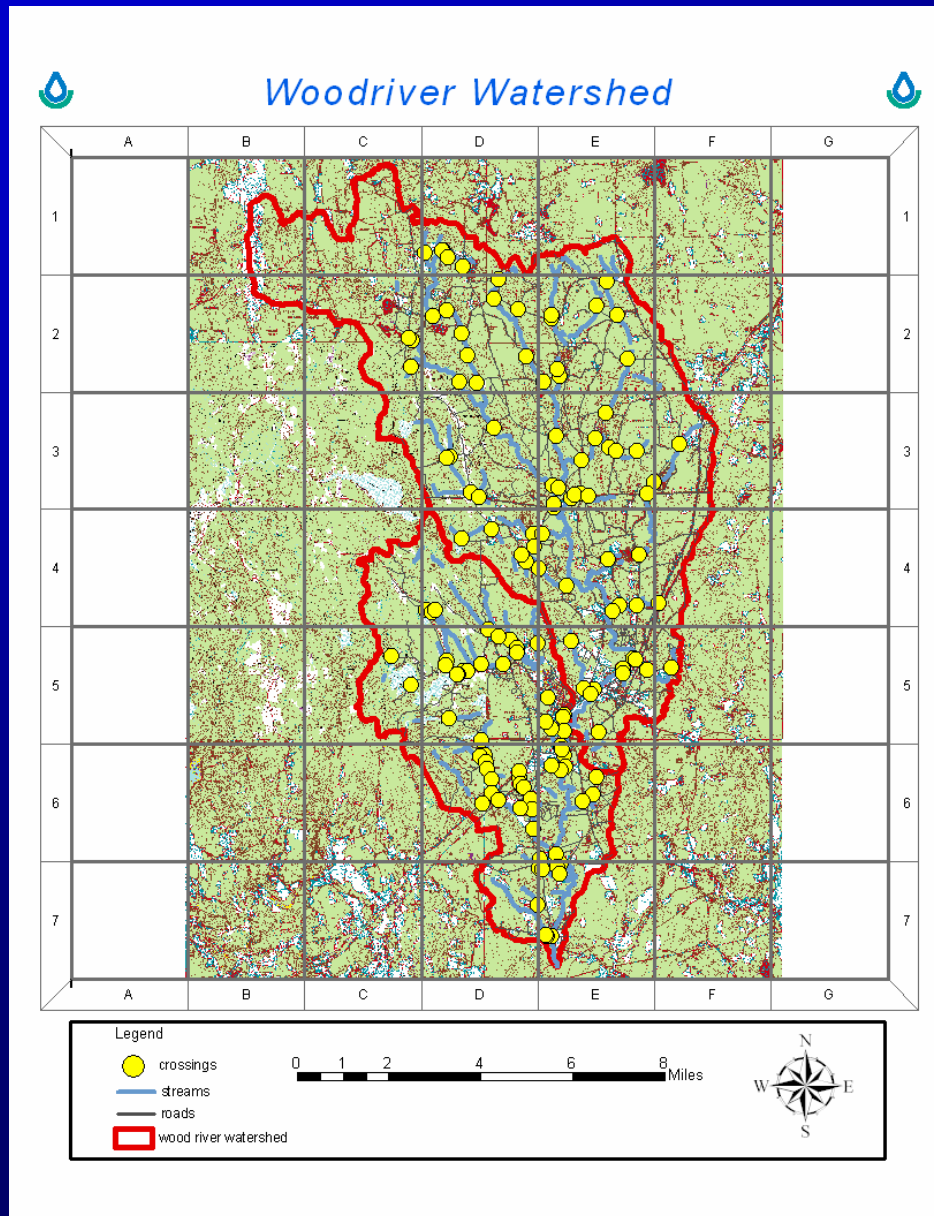 Woodriver Watershed
A B C D E F G
1 1
2 2
3 3
4 4
5 5
6 6
7 7
A B C D E F G
Legend
crossings
streams
roads
wood river watershed
0 1 2 4 6 8
Miles
N
W E
S